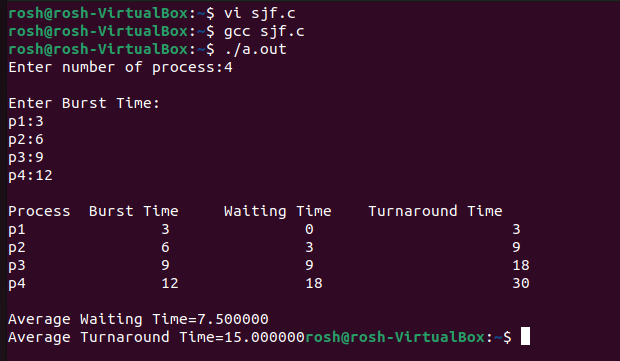 rosh@rosh-VirtualBox:~$ vi sjf.c
rosh@rosh-VirtualBox:~$ gcc sjf.c
rosh@rosh-VirtualBox:~$ ./a.out
Enter number of process:4
Enter Burst Time:
p1:3
p2:6
p3:9
p4:12
Process  Burst Time     Waiting Time    Turnaround Time
p1               3               0                      3
p2               6               3                      9
p3               9               9                      18
p4               12              18                     30
Average Waiting Time=7.500000
Average Turnaround Time=15.000000rosh@rosh-VirtualBox:~$